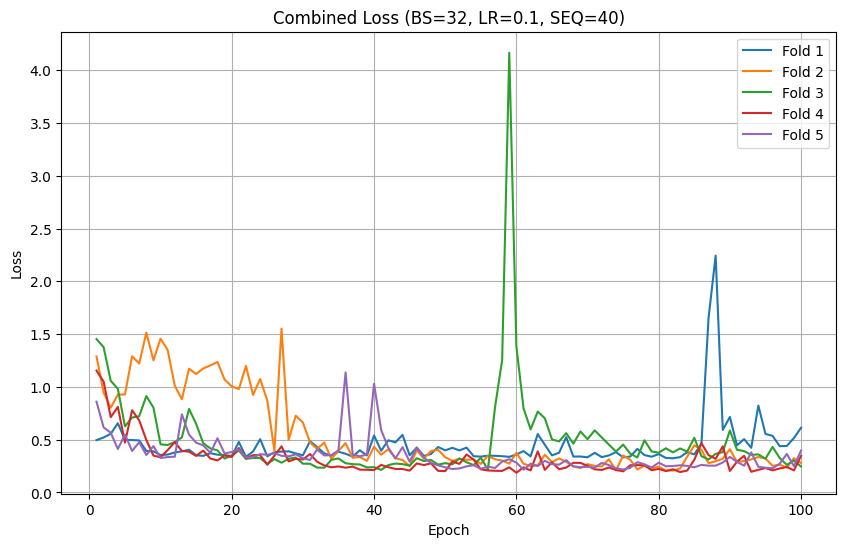 Combined Loss (BS=32, LR=0.1, SEQ=40)
Fold 1
Fold 2
Fold 3
Fold 4
Fold 5
Loss
4.0
3.5
3.0
2.5
2.0
1.5
1.0
0.5
0.0
0 20 40 60 80 100
Epoch